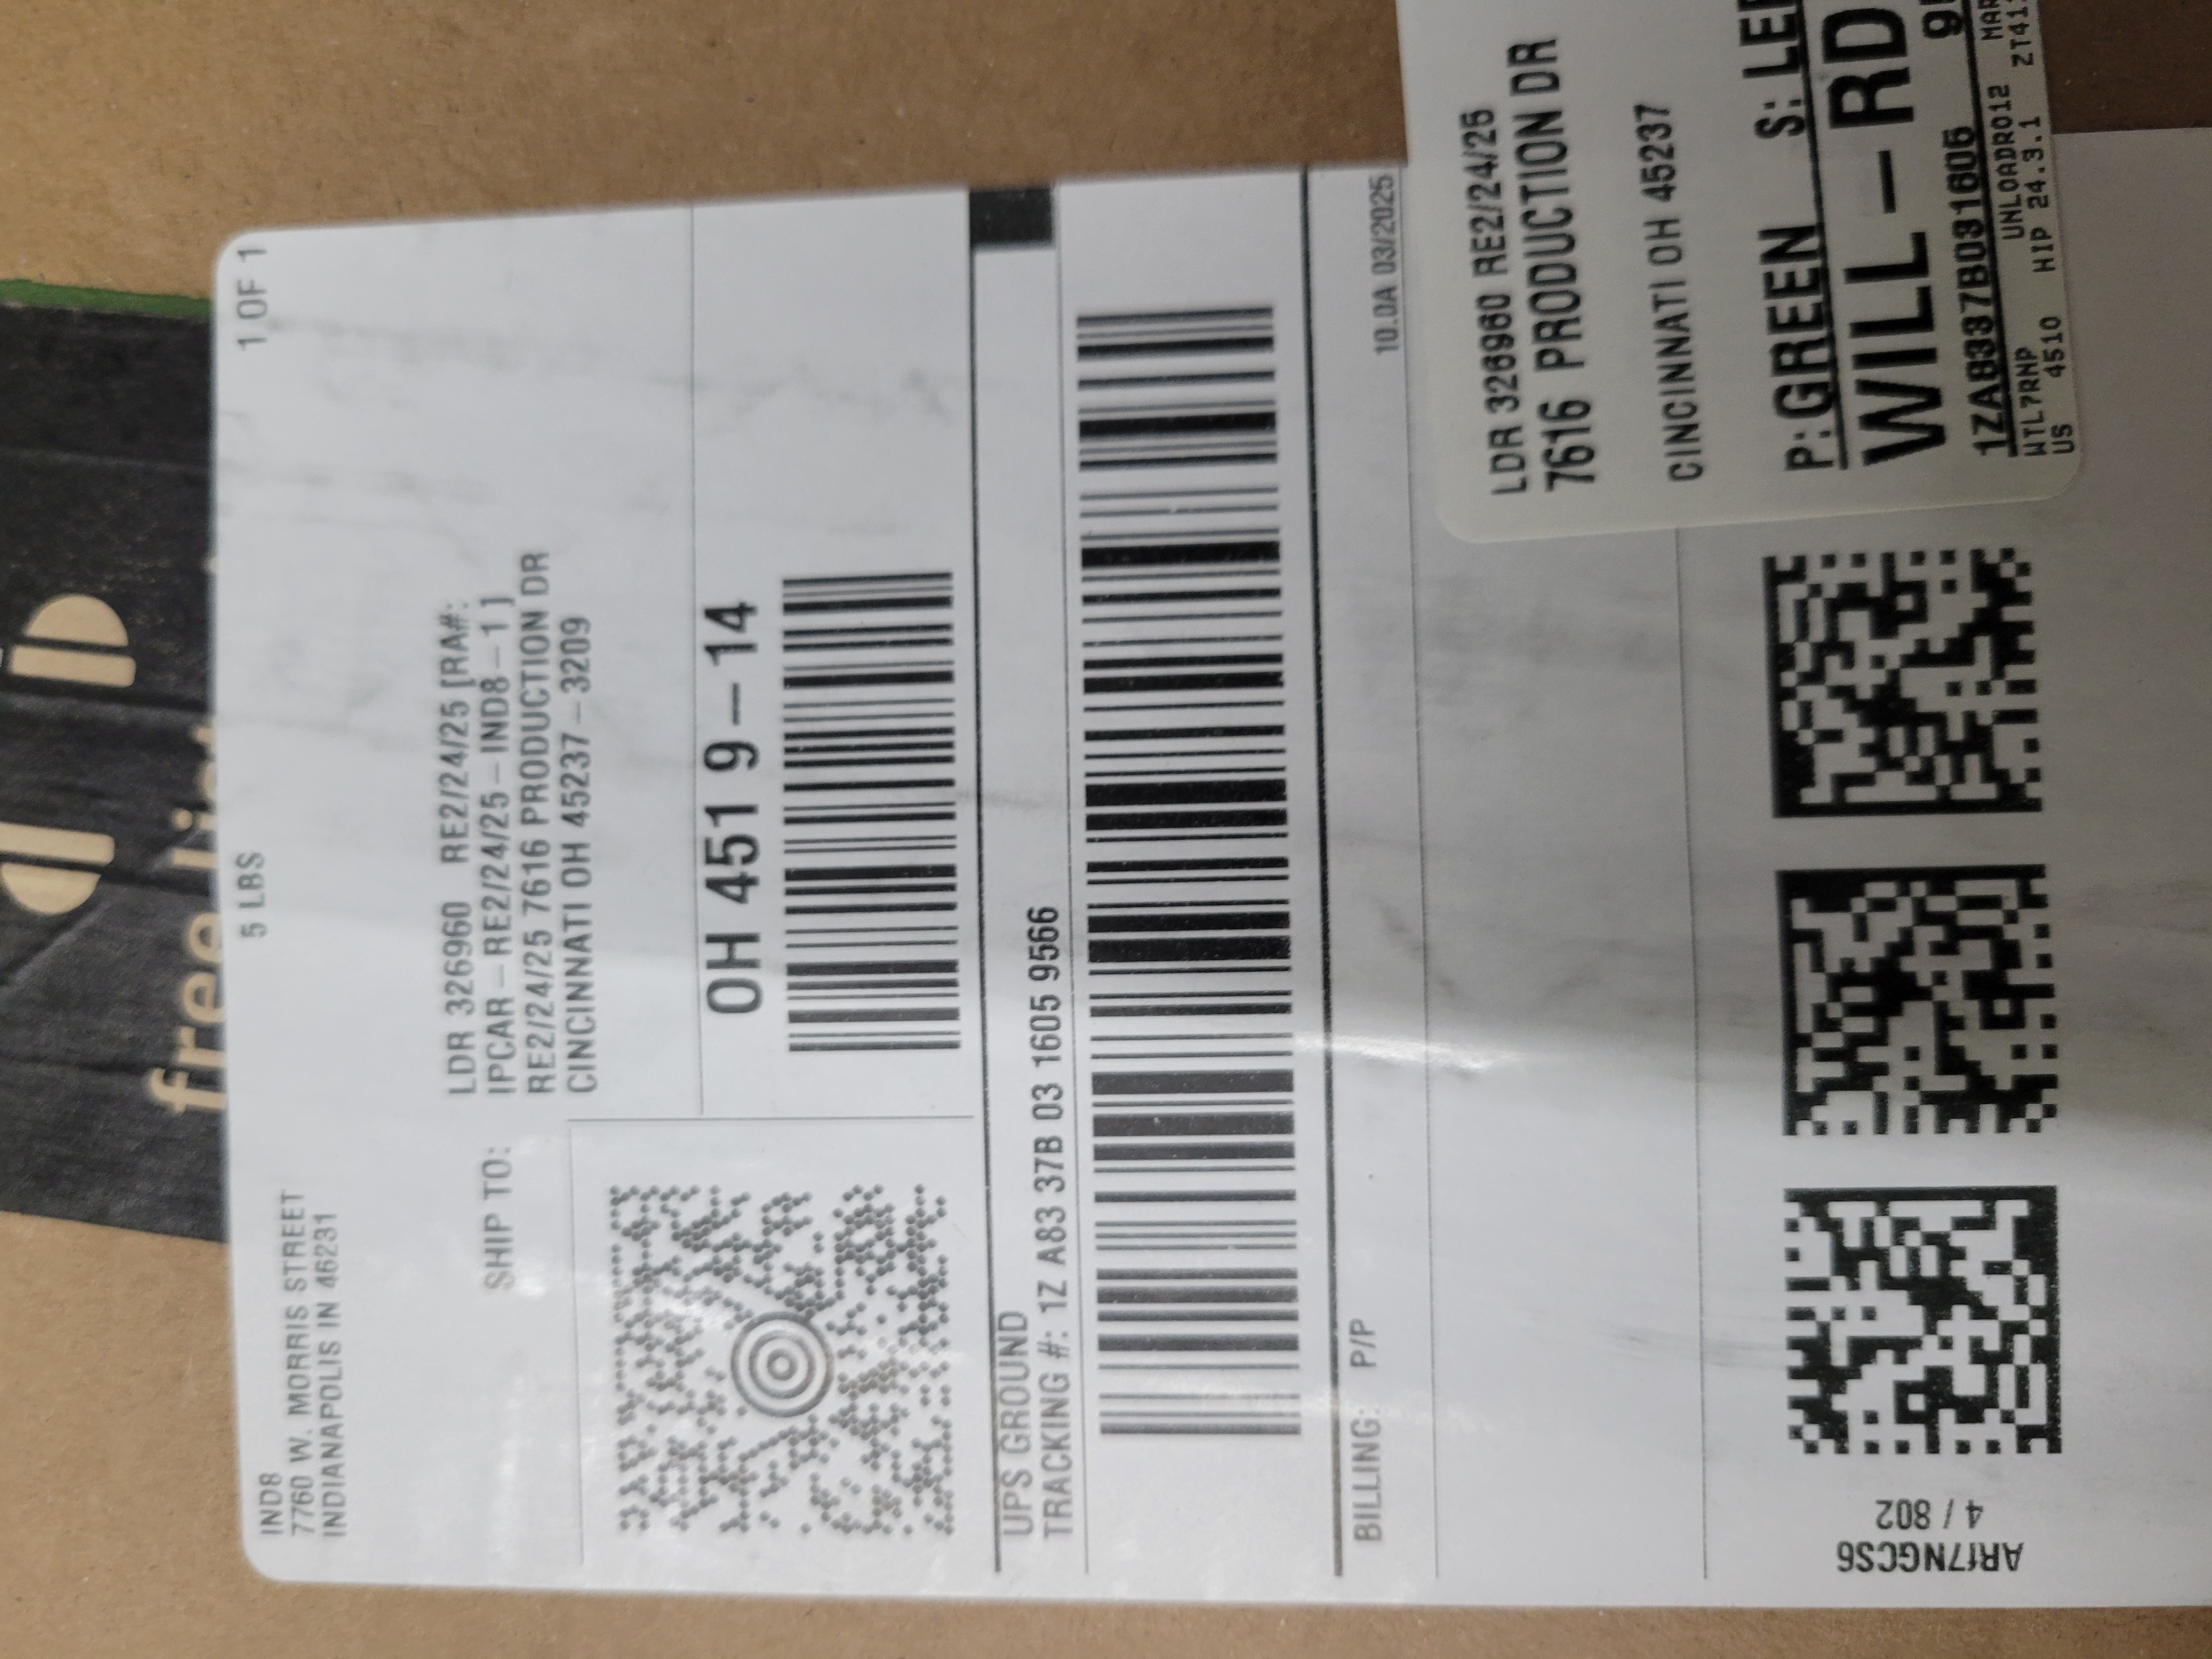 IND8
7760 W. MORRIS STREET
INDIANAPOLIS IN 46231
5 LBS
1 OF 1
SHIP TO:
LDR 326960 RE2/24/25 [RA#:
IPCAR-RE2/24/25-IND8-1 ]
RE2/24/25 7616 PRODUCTION DR
CINCINNATI OH 45237-3209
OH 451 9-14
UPS GROUND
TRACKING #: 1Z A83 37B 03 1605 9566
BILLING: P/P
10.0A 03/2025
LDR 326960 RE2/24/25
7616 PRODUCTION DR
CINCINNATI OH 45237
P:GREEN S:
WILL-RD
1ZA8337B031605
UNLOADR012
WTL7RNP HIP 24.3.1
US 4510
ARf7NGCS6
4 / 802
free